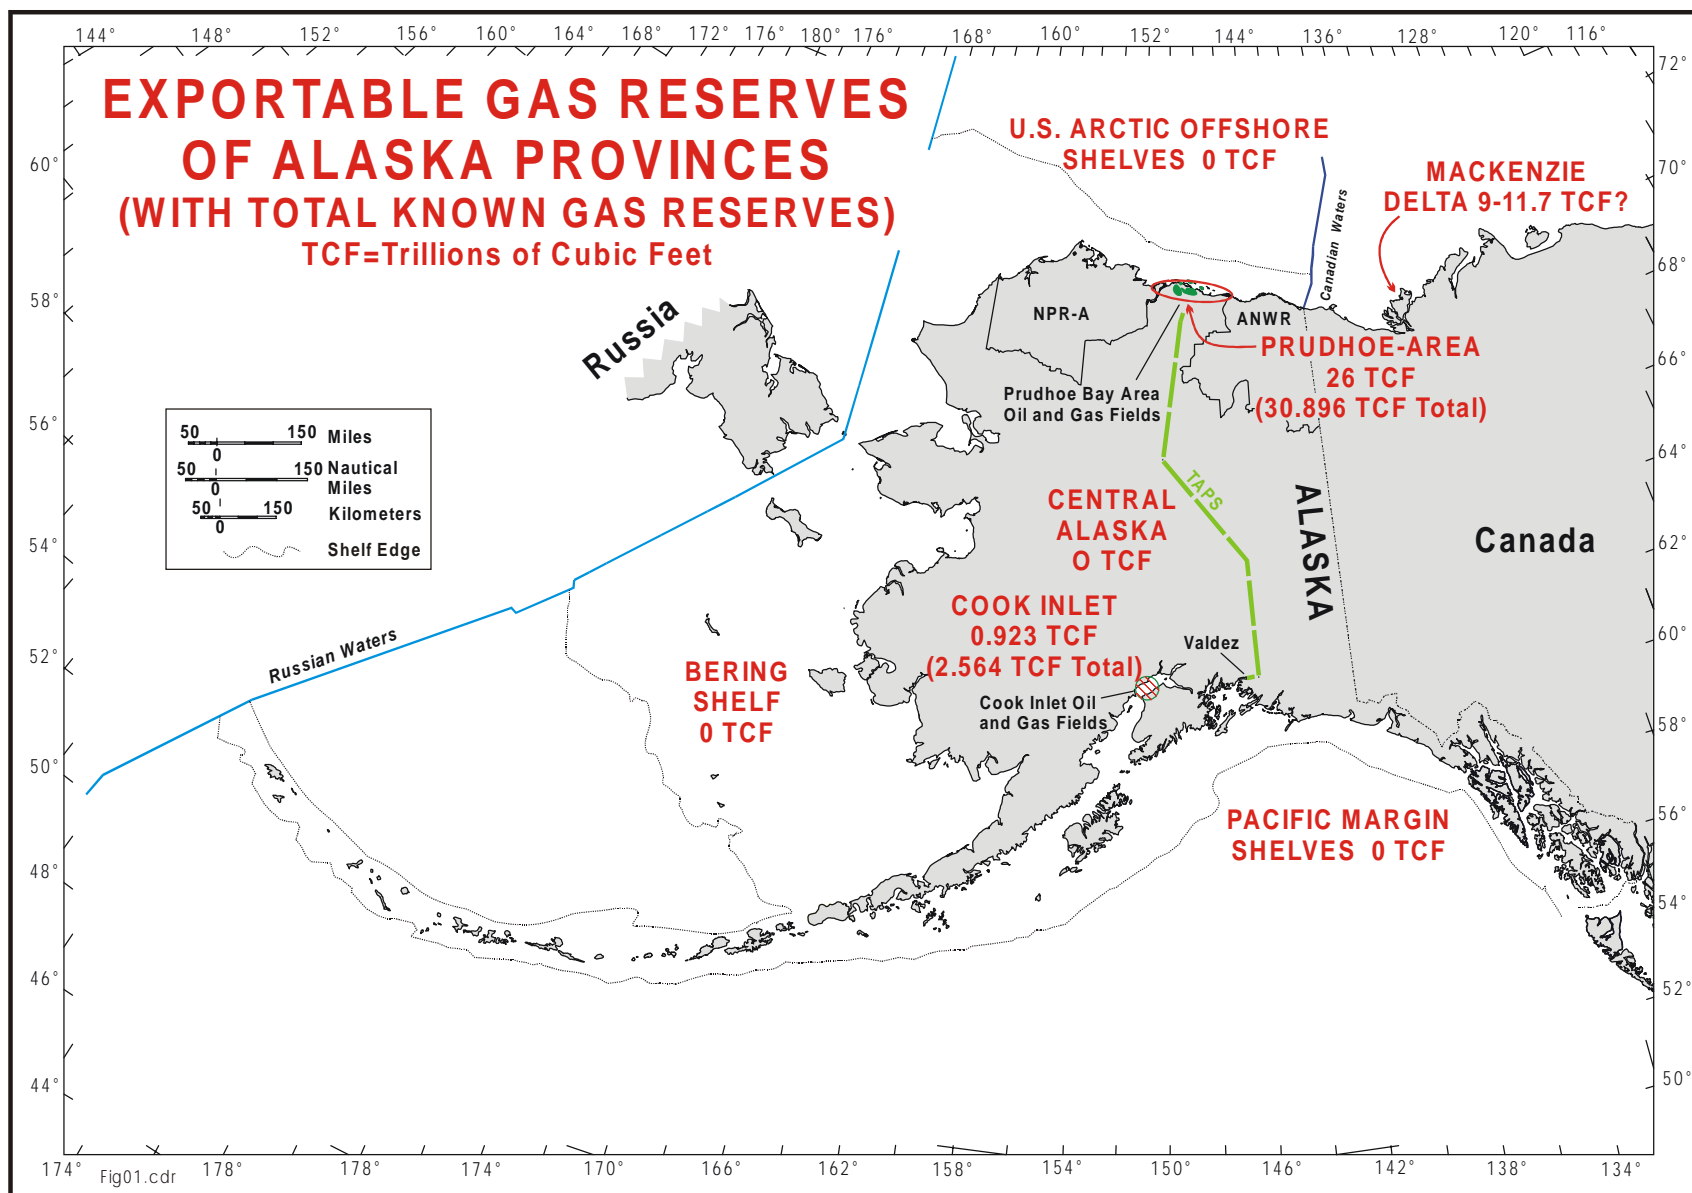 144° 148° 152° 156° 160° 164° 168° 172° 176° 180° 176° 168° 160° 152° 144° 136° 128° 120° 116°
EXPORTABLE GAS RESERVES
OF ALASKA PROVINCES
(WITH TOTAL KNOWN GAS RESERVES)
TCF=Trillions of Cubic Feet
U.S. ARCTIC OFFSHORE
SHELVES 0 TCF
MACKENZIE
DELTA 9-11.7 TCF?
Canadian Waters
Russia
NPR-A
ANWR
PRUDHOE-AREA
26 TCF
(30.896 TCF Total)
Prudhoe Bay Area
Oil and Gas Fields
50 150 Miles
0
50 150 Nautical
0 Miles
50 150 Kilometers
0
Shelf Edge
TAPS
CENTRAL
ALASKA
O TCF
ALASKA
Canada
COOK INLET
0.923 TCF
(2.564 TCF Total)
Valdez
Cook Inlet Oil
and Gas Fields
Russian Waters
BERING
SHELF
0 TCF
PACIFIC MARGIN
SHELVES 0 TCF
60°
58°
56°
54°
52°
50°
48°
46°
44°
72°
70°
68°
66°
64°
62°
60°
58°
56°
54°
52°
50°
174° 178° 178° 174° 170° 166° 162° 158° 154° 150° 146° 142° 138° 134°
Fig01.cdr